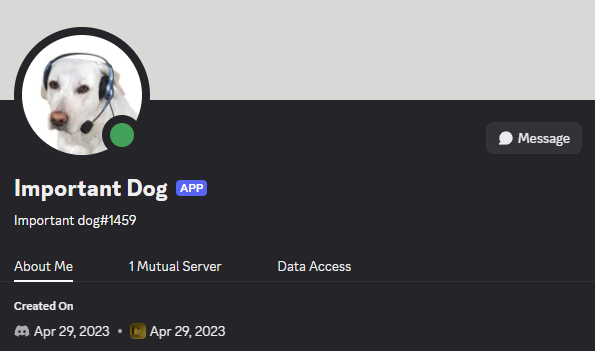 Message
Important Dog APP
Important dog#1459
About Me 1 Mutual Server Data Access
Created On
Apr 29, 2023 • Apr 29, 2023